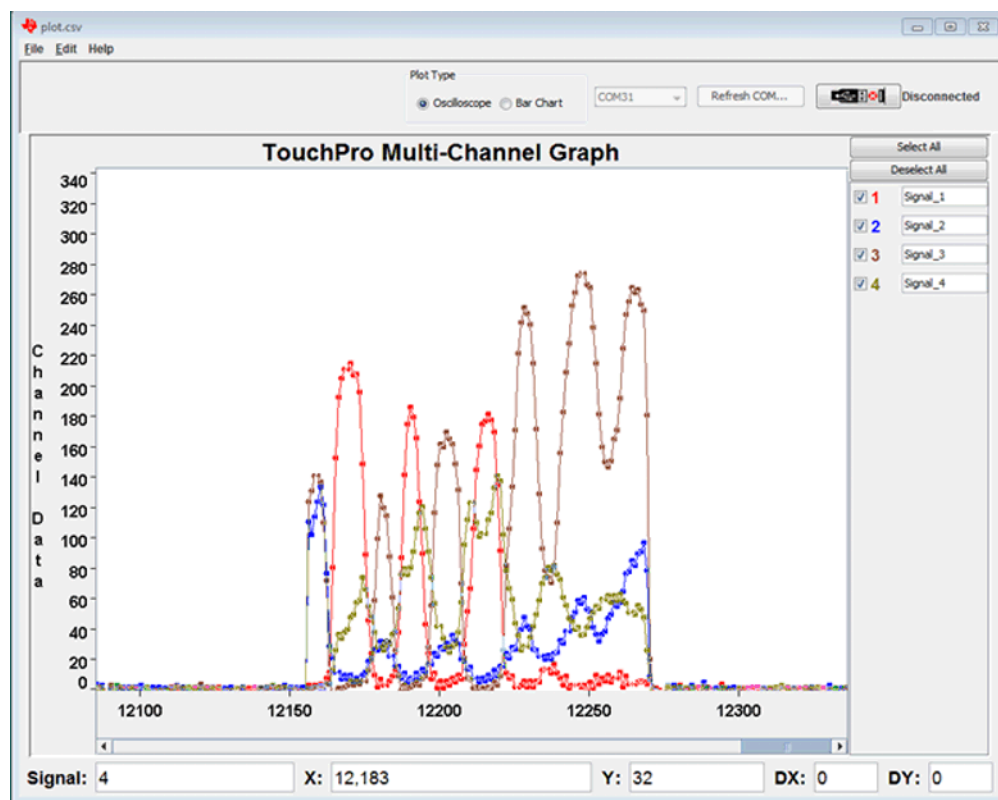 plot.csv
File Edit Help
Plot Type
Oscilloscope Bar Chart
COM31
Refresh COM...
Disconnected
TouchPro Multi-Channel Graph
Select All
Deselect All
1 Signal_1
2 Signal_2
3 Signal_3
4 Signal_4
Channel Data
340
320
300
280
260
240
220
200
180
160
140
120
100
80
60
40
20
0
12100 12150 12200 12250 12300
Signal: 4 X: 12,183 Y: 32 DX: 0 DY: 0